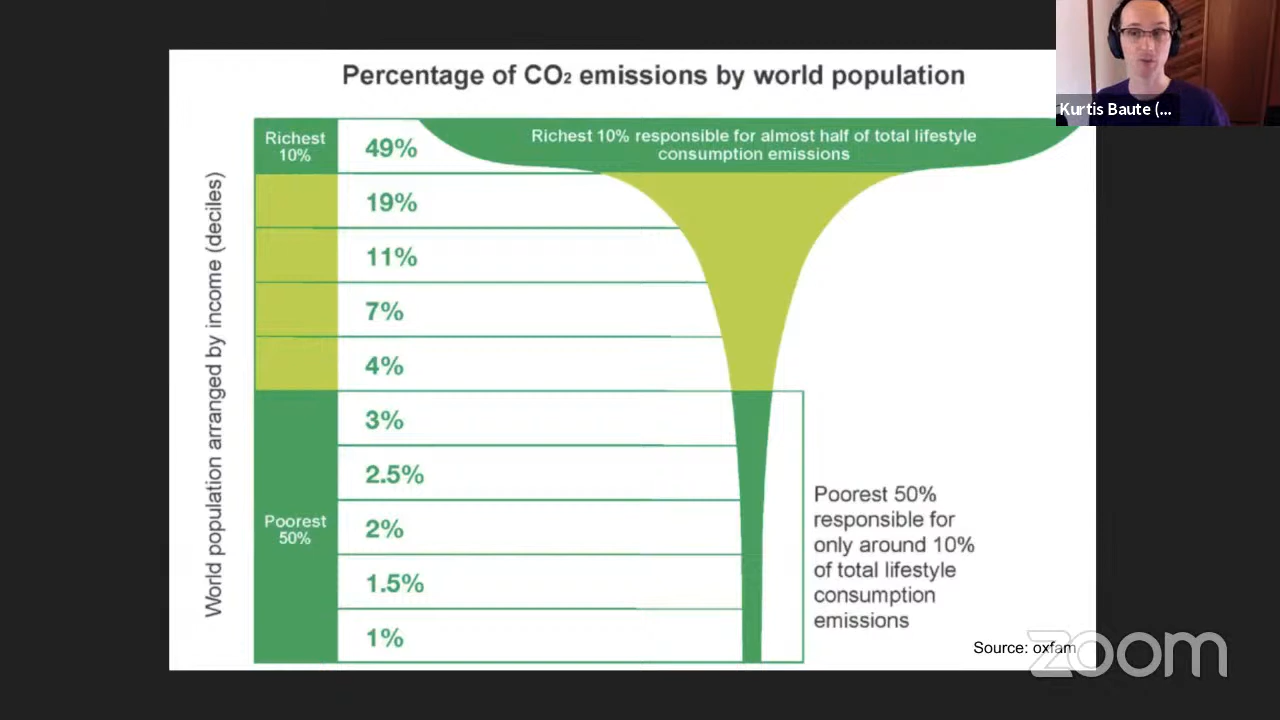 Percentage of CO₂ emissions by world population
Kurtis Baute (...
World population arranged by income (deciles)
Richest
10%
49%
Richest 10% responsible for almost half of total lifestyle
consumption emissions
19%
11%
7%
4%
3%
2.5%
Poorest
50%
2%
1.5%
1%
Poorest 50%
responsible for
only around 10%
of total lifestyle
consumption
emissions
Source: oxfam
zoom